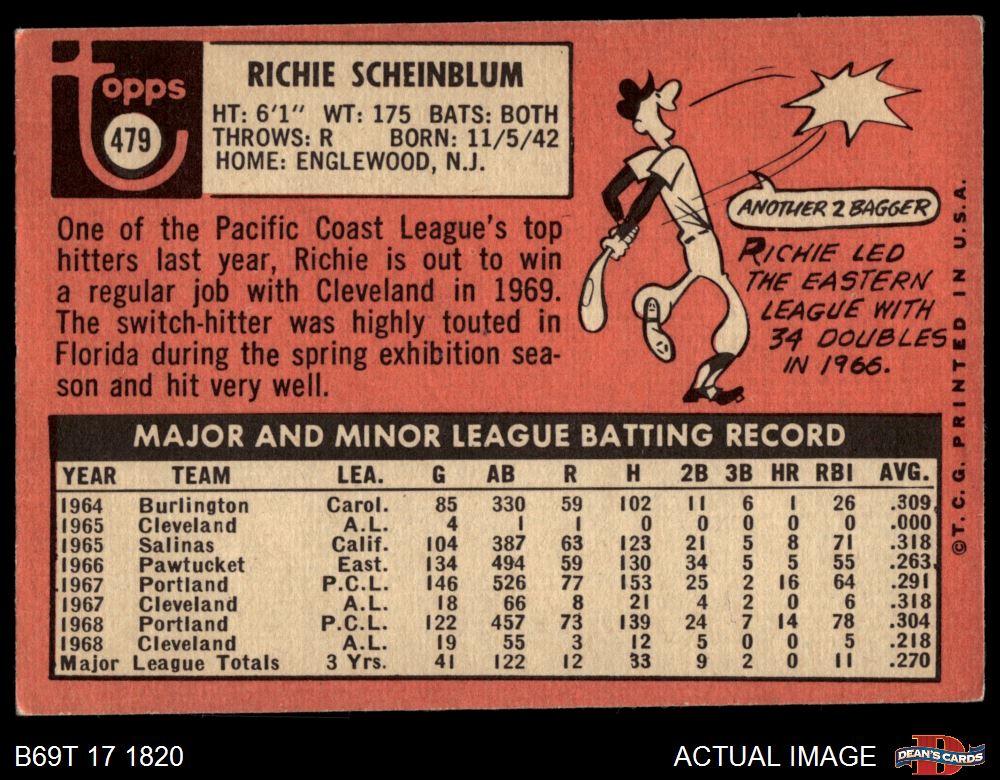 topps
479
RICHIE SCHEINBLUM
HT: 6'1" WT: 175 BATS: BOTH
THROWS: R BORN: 11/5/42
HOME: ENGLEWOOD, N.J.
One of the Pacific Coast League's top
hitters last year, Richie is out to win
a regular job with Cleveland in 1969.
The switch-hitter was highly touted in
Florida during the spring exhibition sea-
son and hit very well.
ANOTHER 2 BAGGER
RICHIE LED
THE EASTERN
LEAGUE WITH
34 DOUBLES
IN 1966.
©T.C.G. PRINTED IN U.S.A.
MAJOR AND MINOR LEAGUE BATTING RECORD
YEAR TEAM LEA. G AB R H 2B 3B HR RBI AVG.
1964 Burlington Carol. 85 330 59 102 11 6 1 26 .309
1965 Cleveland A.L. 4 1 1 0 0 0 0 0 .000
1965 Salinas Calif. 104 387 63 123 21 5 8 71 .318
1966 Pawtucket East. 134 494 59 130 34 5 5 55 .263
1967 Portland P.C.L. 146 526 77 153 25 2 16 64 .291
1967 Cleveland A.L. 18 66 8 21 4 2 0 6 .318
1968 Portland P.C.L. 122 457 73 139 24 7 14 78 .304
1968 Cleveland A.L. 19 55 3 12 5 0 0 5 .218
Major League Totals 3 Yrs. 41 122 12 33 9 2 0 11 .270
B69T 17 1820
ACTUAL IMAGE
DEAN'S CARDS